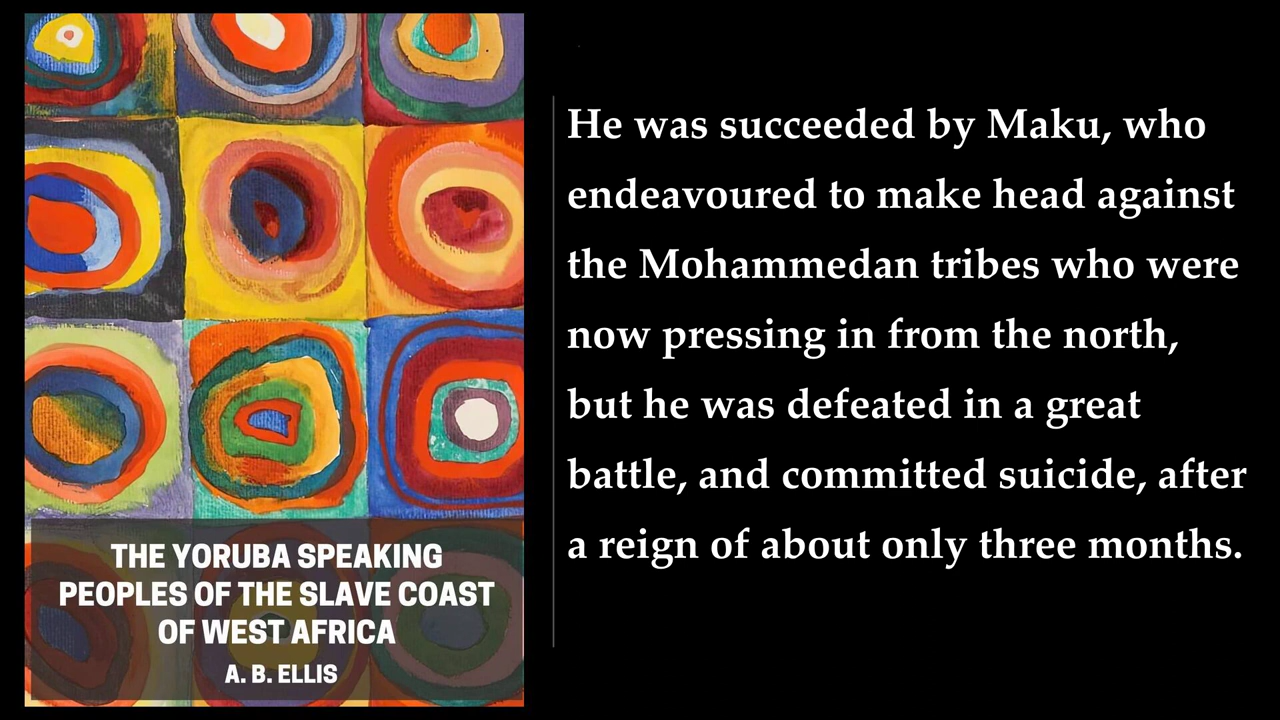 THE YORUBA SPEAKING
PEOPLES OF THE SLAVE COAST
OF WEST AFRICA
A. B. ELLIS
He was succeeded by Maku, who
endeavoured to make head against
the Mohammedan tribes who were
now pressing in from the north,
but he was defeated in a great
battle, and committed suicide, after
a reign of about only three months.